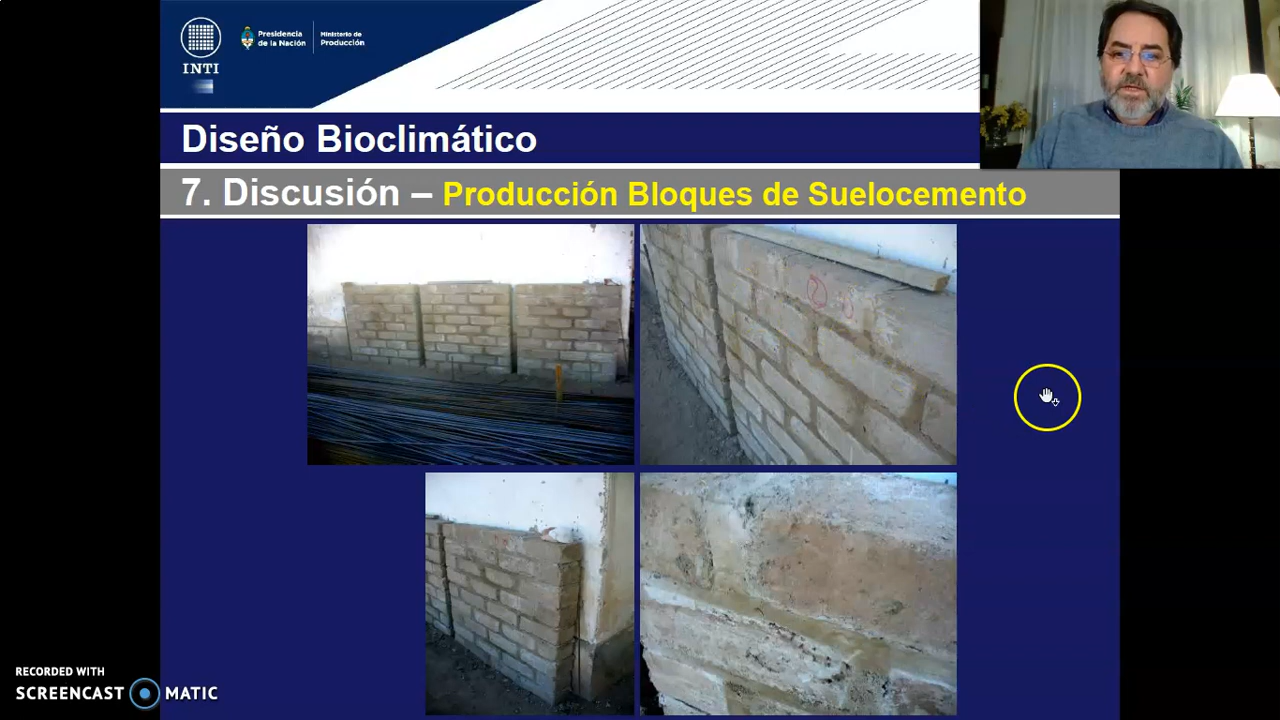 INTI
Presidencia
de la Nación
Ministerio de
Producción
Diseño Bioclimático
7. Discusión – Producción Bloques de Suelocemento
2
RECORDED WITH
SCREENCAST MATIC